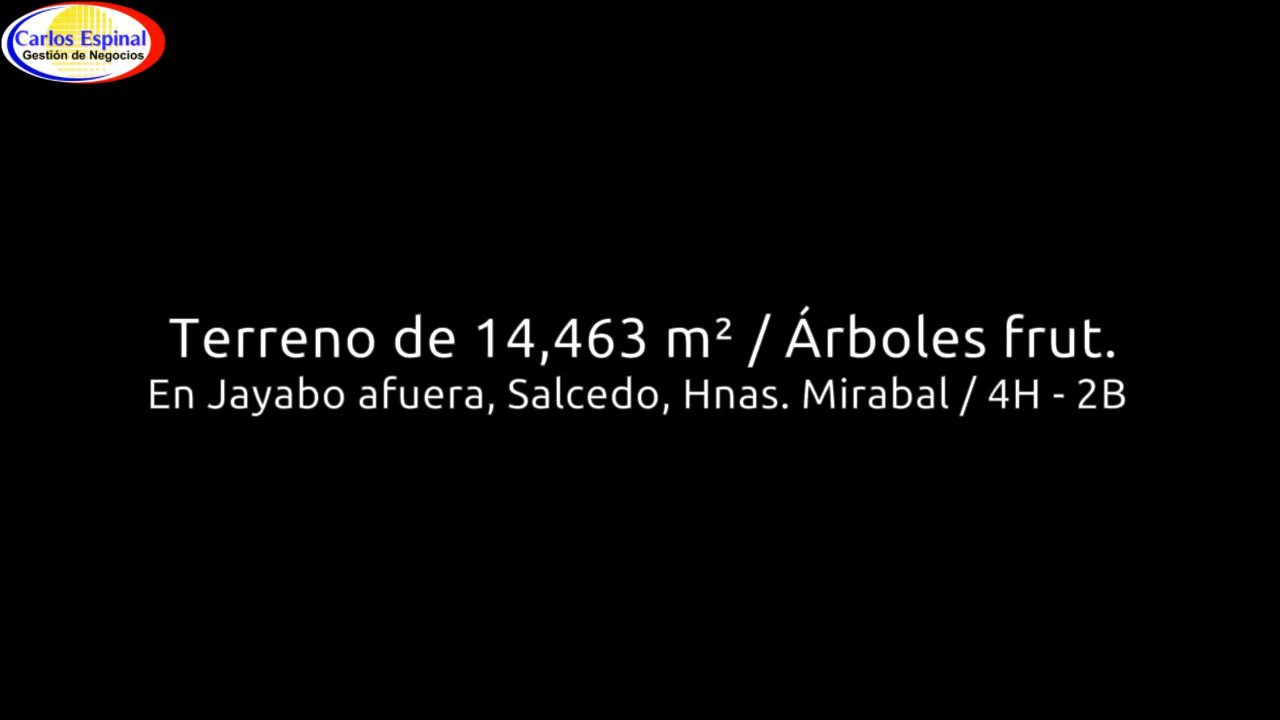 Carlos Espinal
Gestión de Negocios
Terreno de 14,463 m² / Árboles frut.
En Jayabo afuera, Salcedo, Hnas. Mirabal / 4H - 2B